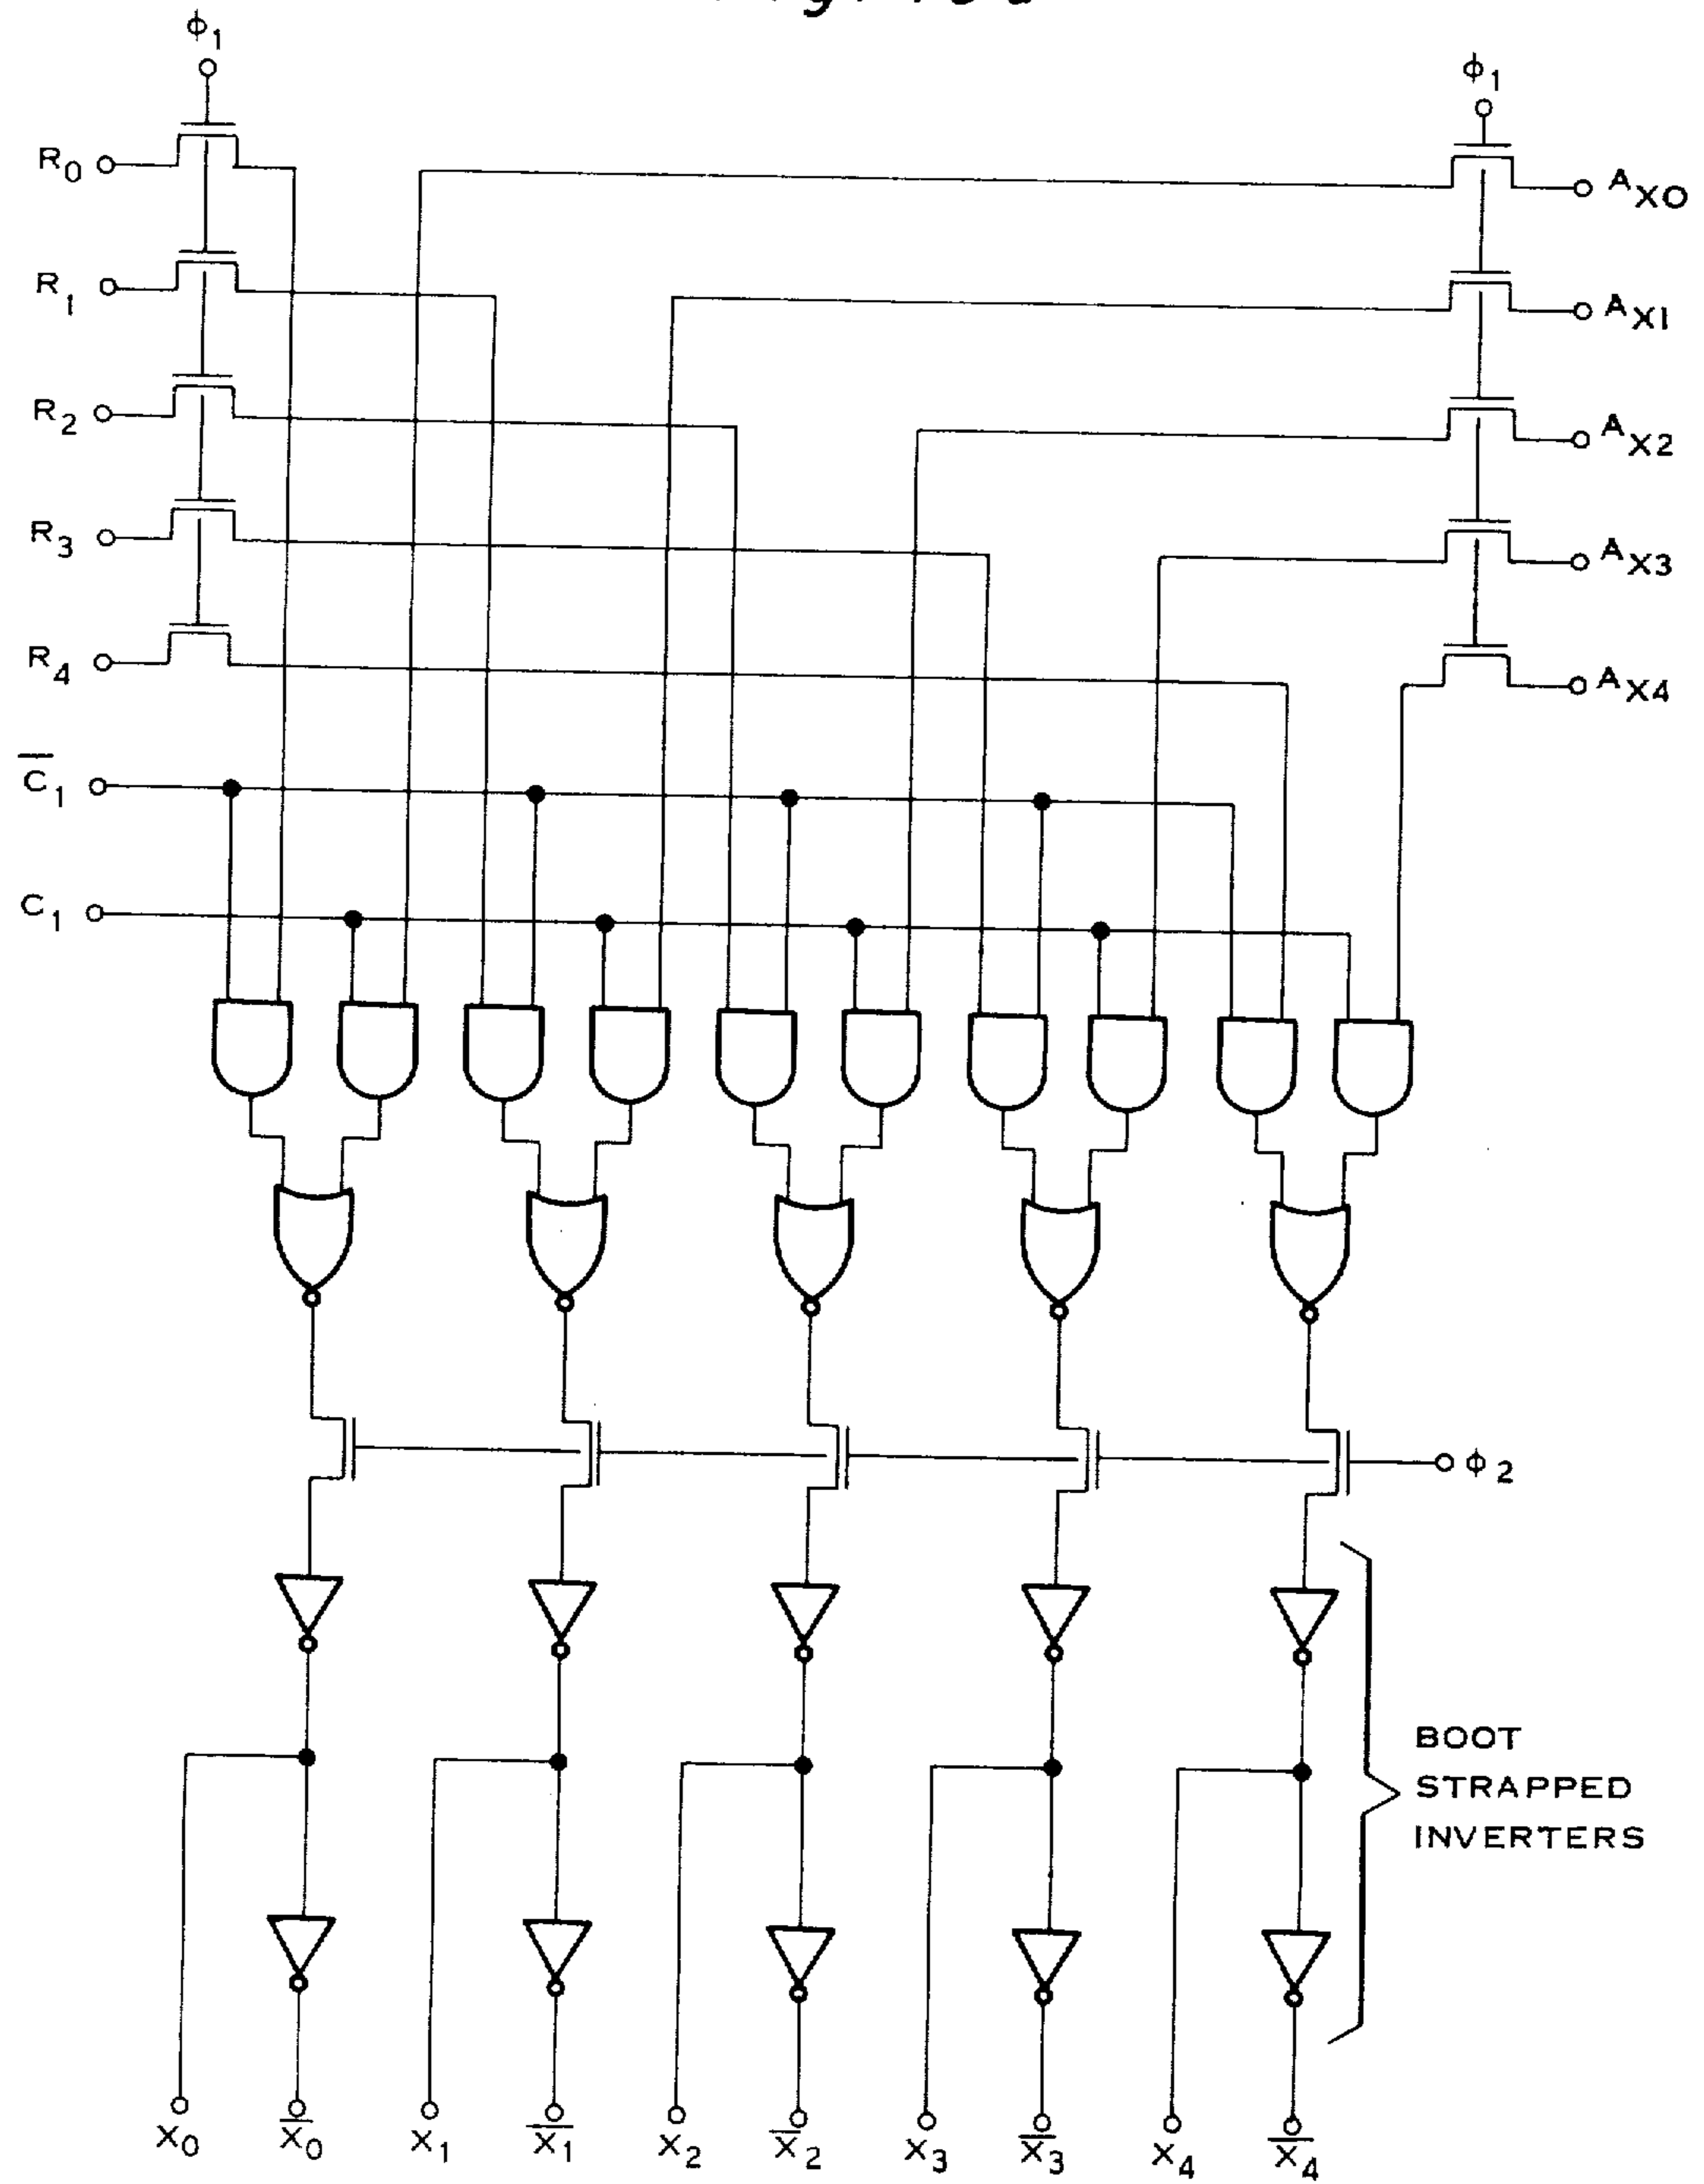 ϕ1
ϕ1
R0
AX0
R1
AX1
R2
AX2
R3
AX3
R4
AX4
C̅1
C1
ϕ2
BOOT
STRAPPED
INVERTERS
X0
X̅0
X1
X̅1
X2
X̅2
X3
X̅3
X4
X̅4